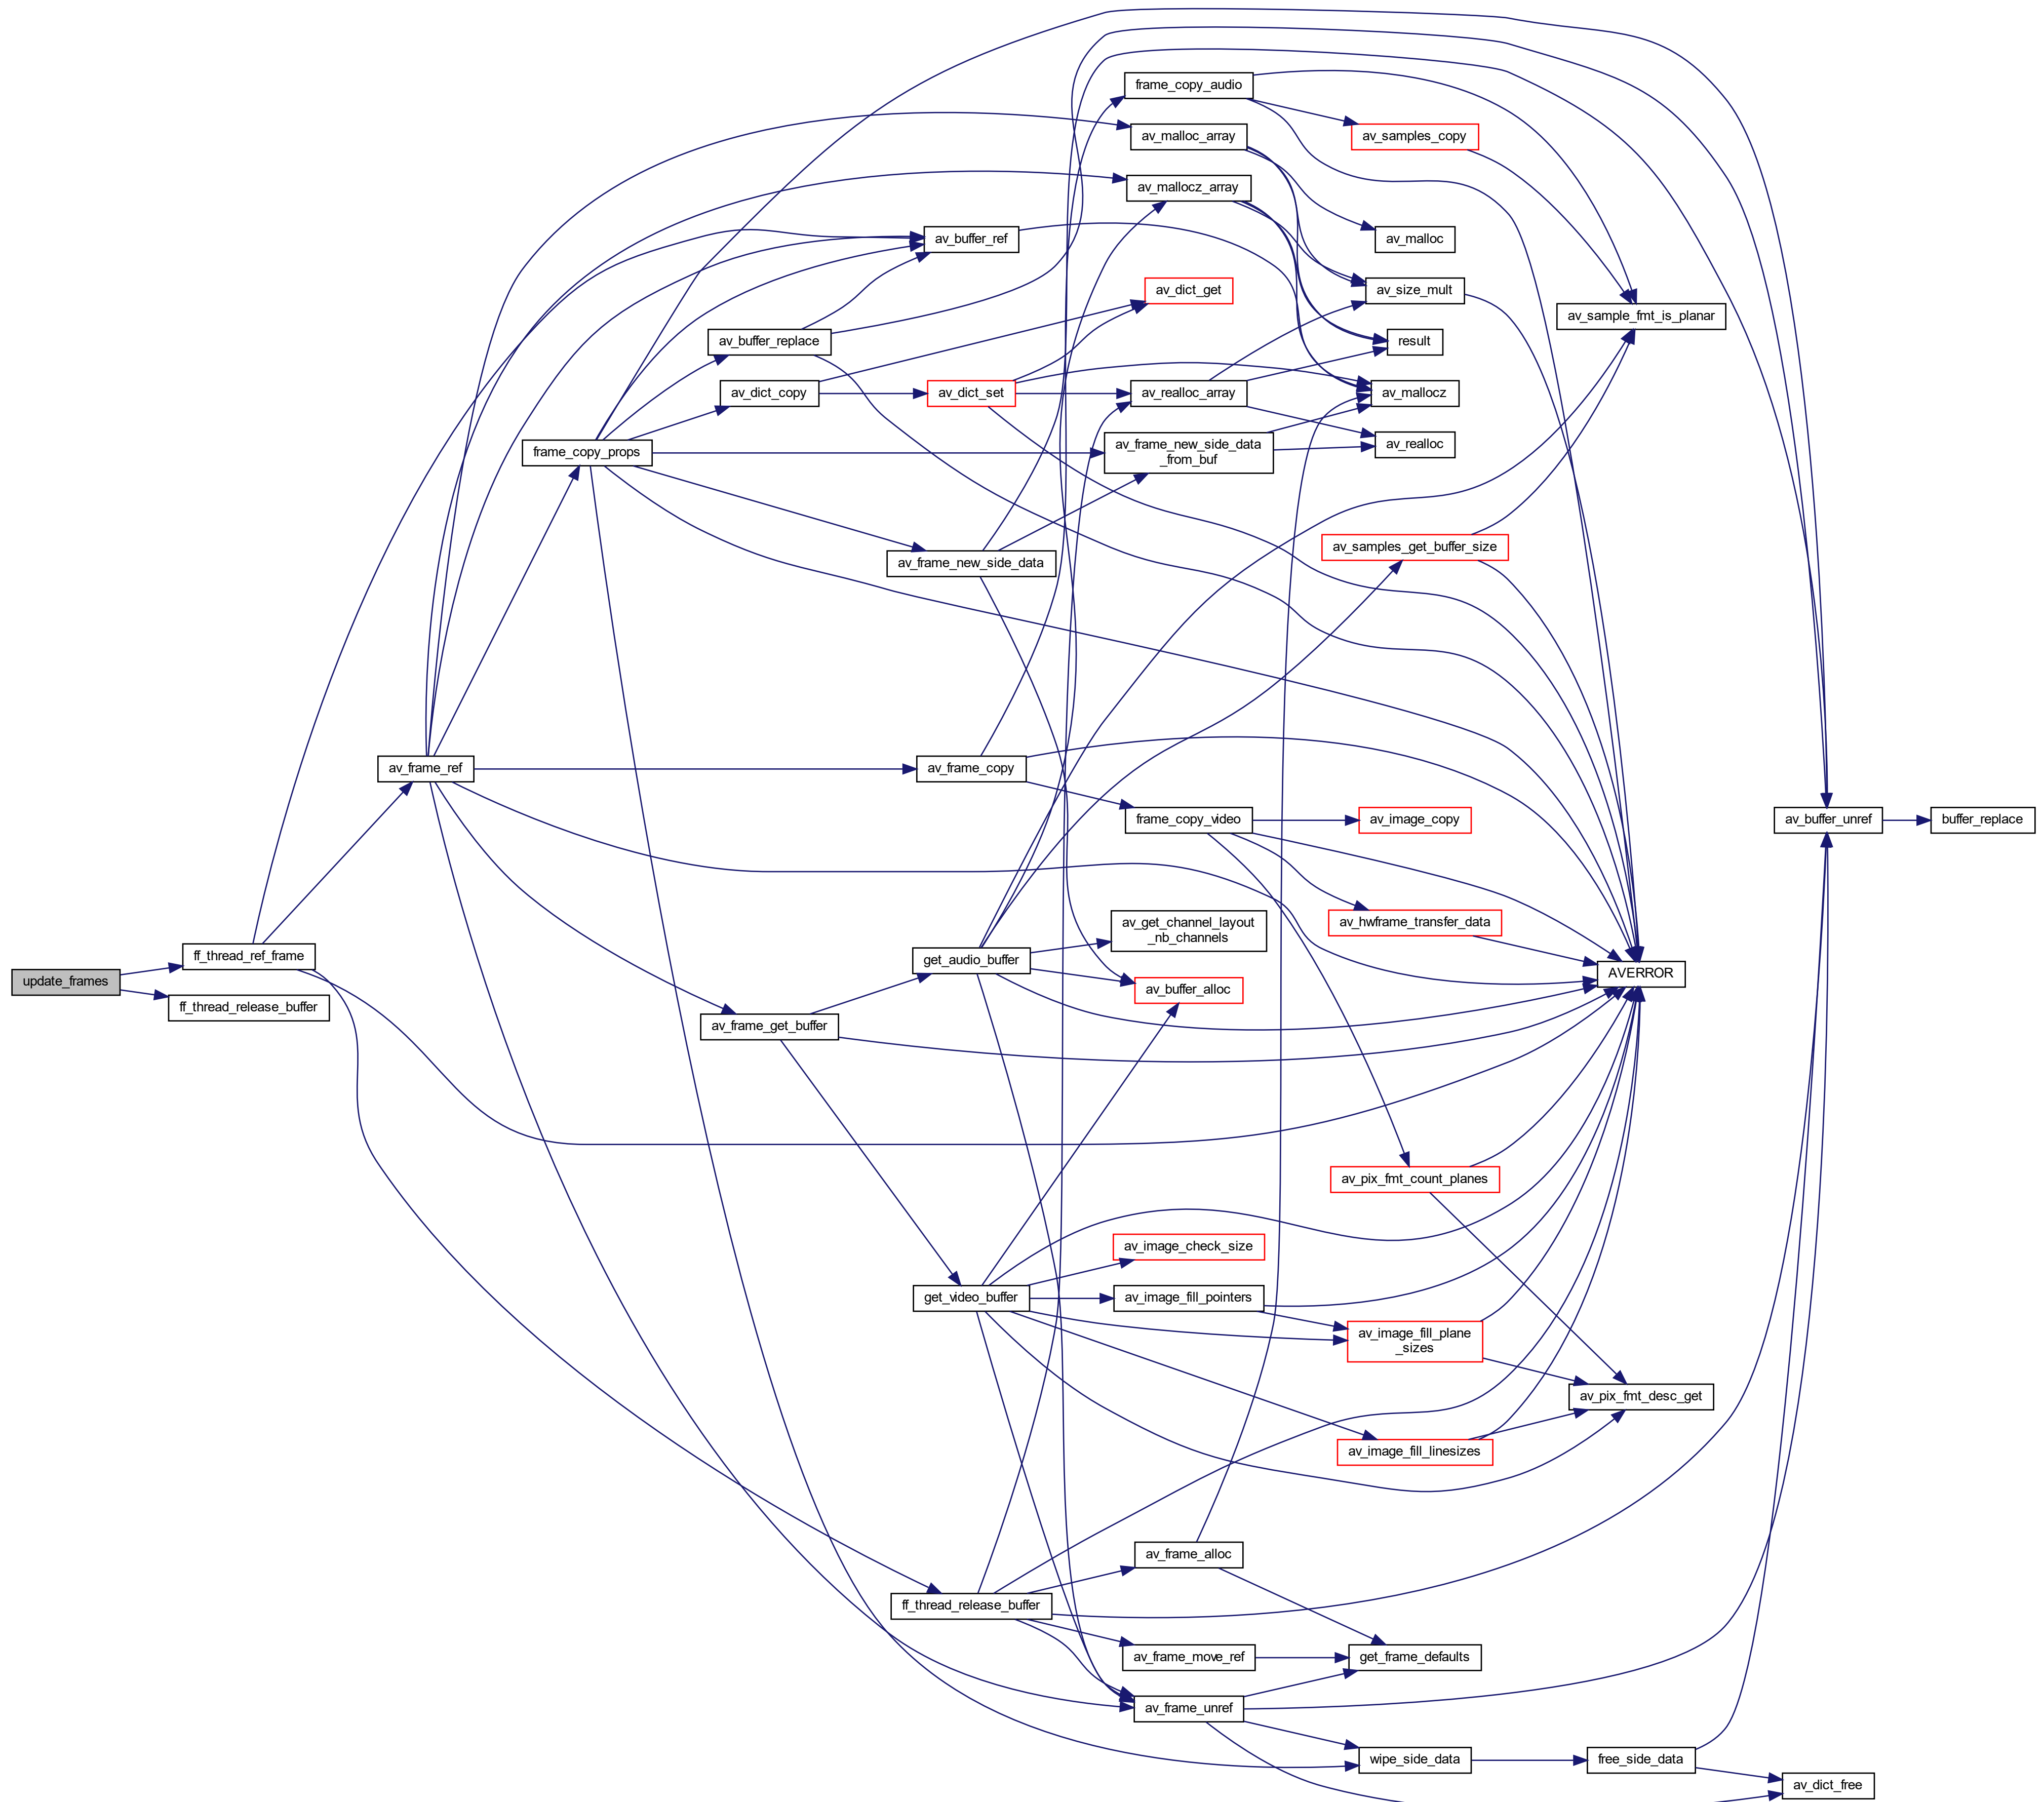 frame_copy_audio
av_malloc_array
av_samples_copy
av_mallocz_array
av_buffer_ref
av_malloc
av_dict_get
av_size_mult
av_sample_fmt_is_planar
av_buffer_replace
result
av_dict_copy
av_dict_set
av_realloc_array
av_mallocz
frame_copy_props
av_frame_new_side_data
_from_buf
av_realloc
av_samples_get_buffer_size
av_frame_new_side_data
av_frame_ref
av_frame_copy
frame_copy_video
av_image_copy
av_buffer_unref
buffer_replace
av_get_channel_layout
_nb_channels
av_hwframe_transfer_data
ff_thread_ref_frame
get_audio_buffer
AVERROR
update_frames
av_buffer_alloc
ff_thread_release_buffer
av_frame_get_buffer
av_pix_fmt_count_planes
av_image_check_size
get_video_buffer
av_image_fill_pointers
av_image_fill_plane
_sizes
av_pix_fmt_desc_get
av_image_fill_linesizes
av_frame_alloc
ff_thread_release_buffer
av_frame_move_ref
get_frame_defaults
av_frame_unref
wipe_side_data
free_side_data
av_dict_free